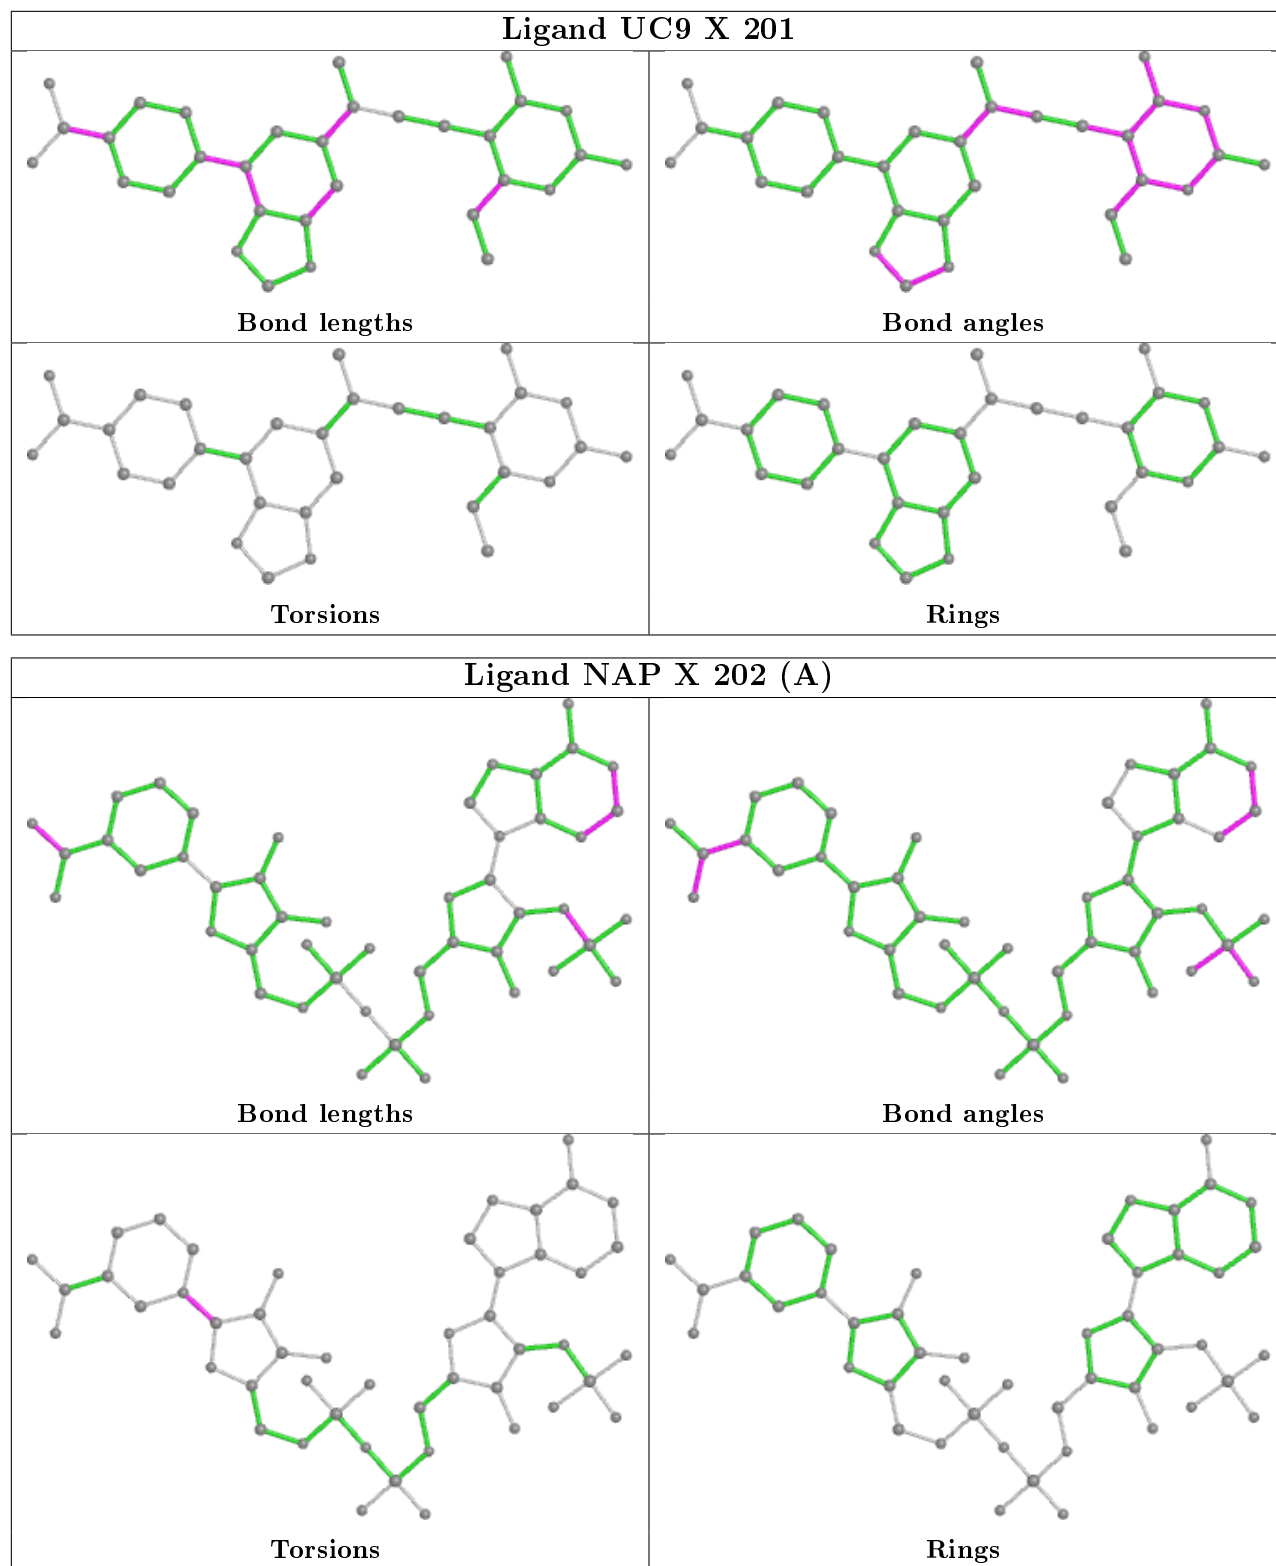 Ligand UC9 X 201
Bond lengths
Bond angles
Torsions
Rings
Ligand NAP X 202 (A)
Bond lengths
Bond angles
Torsions
Rings